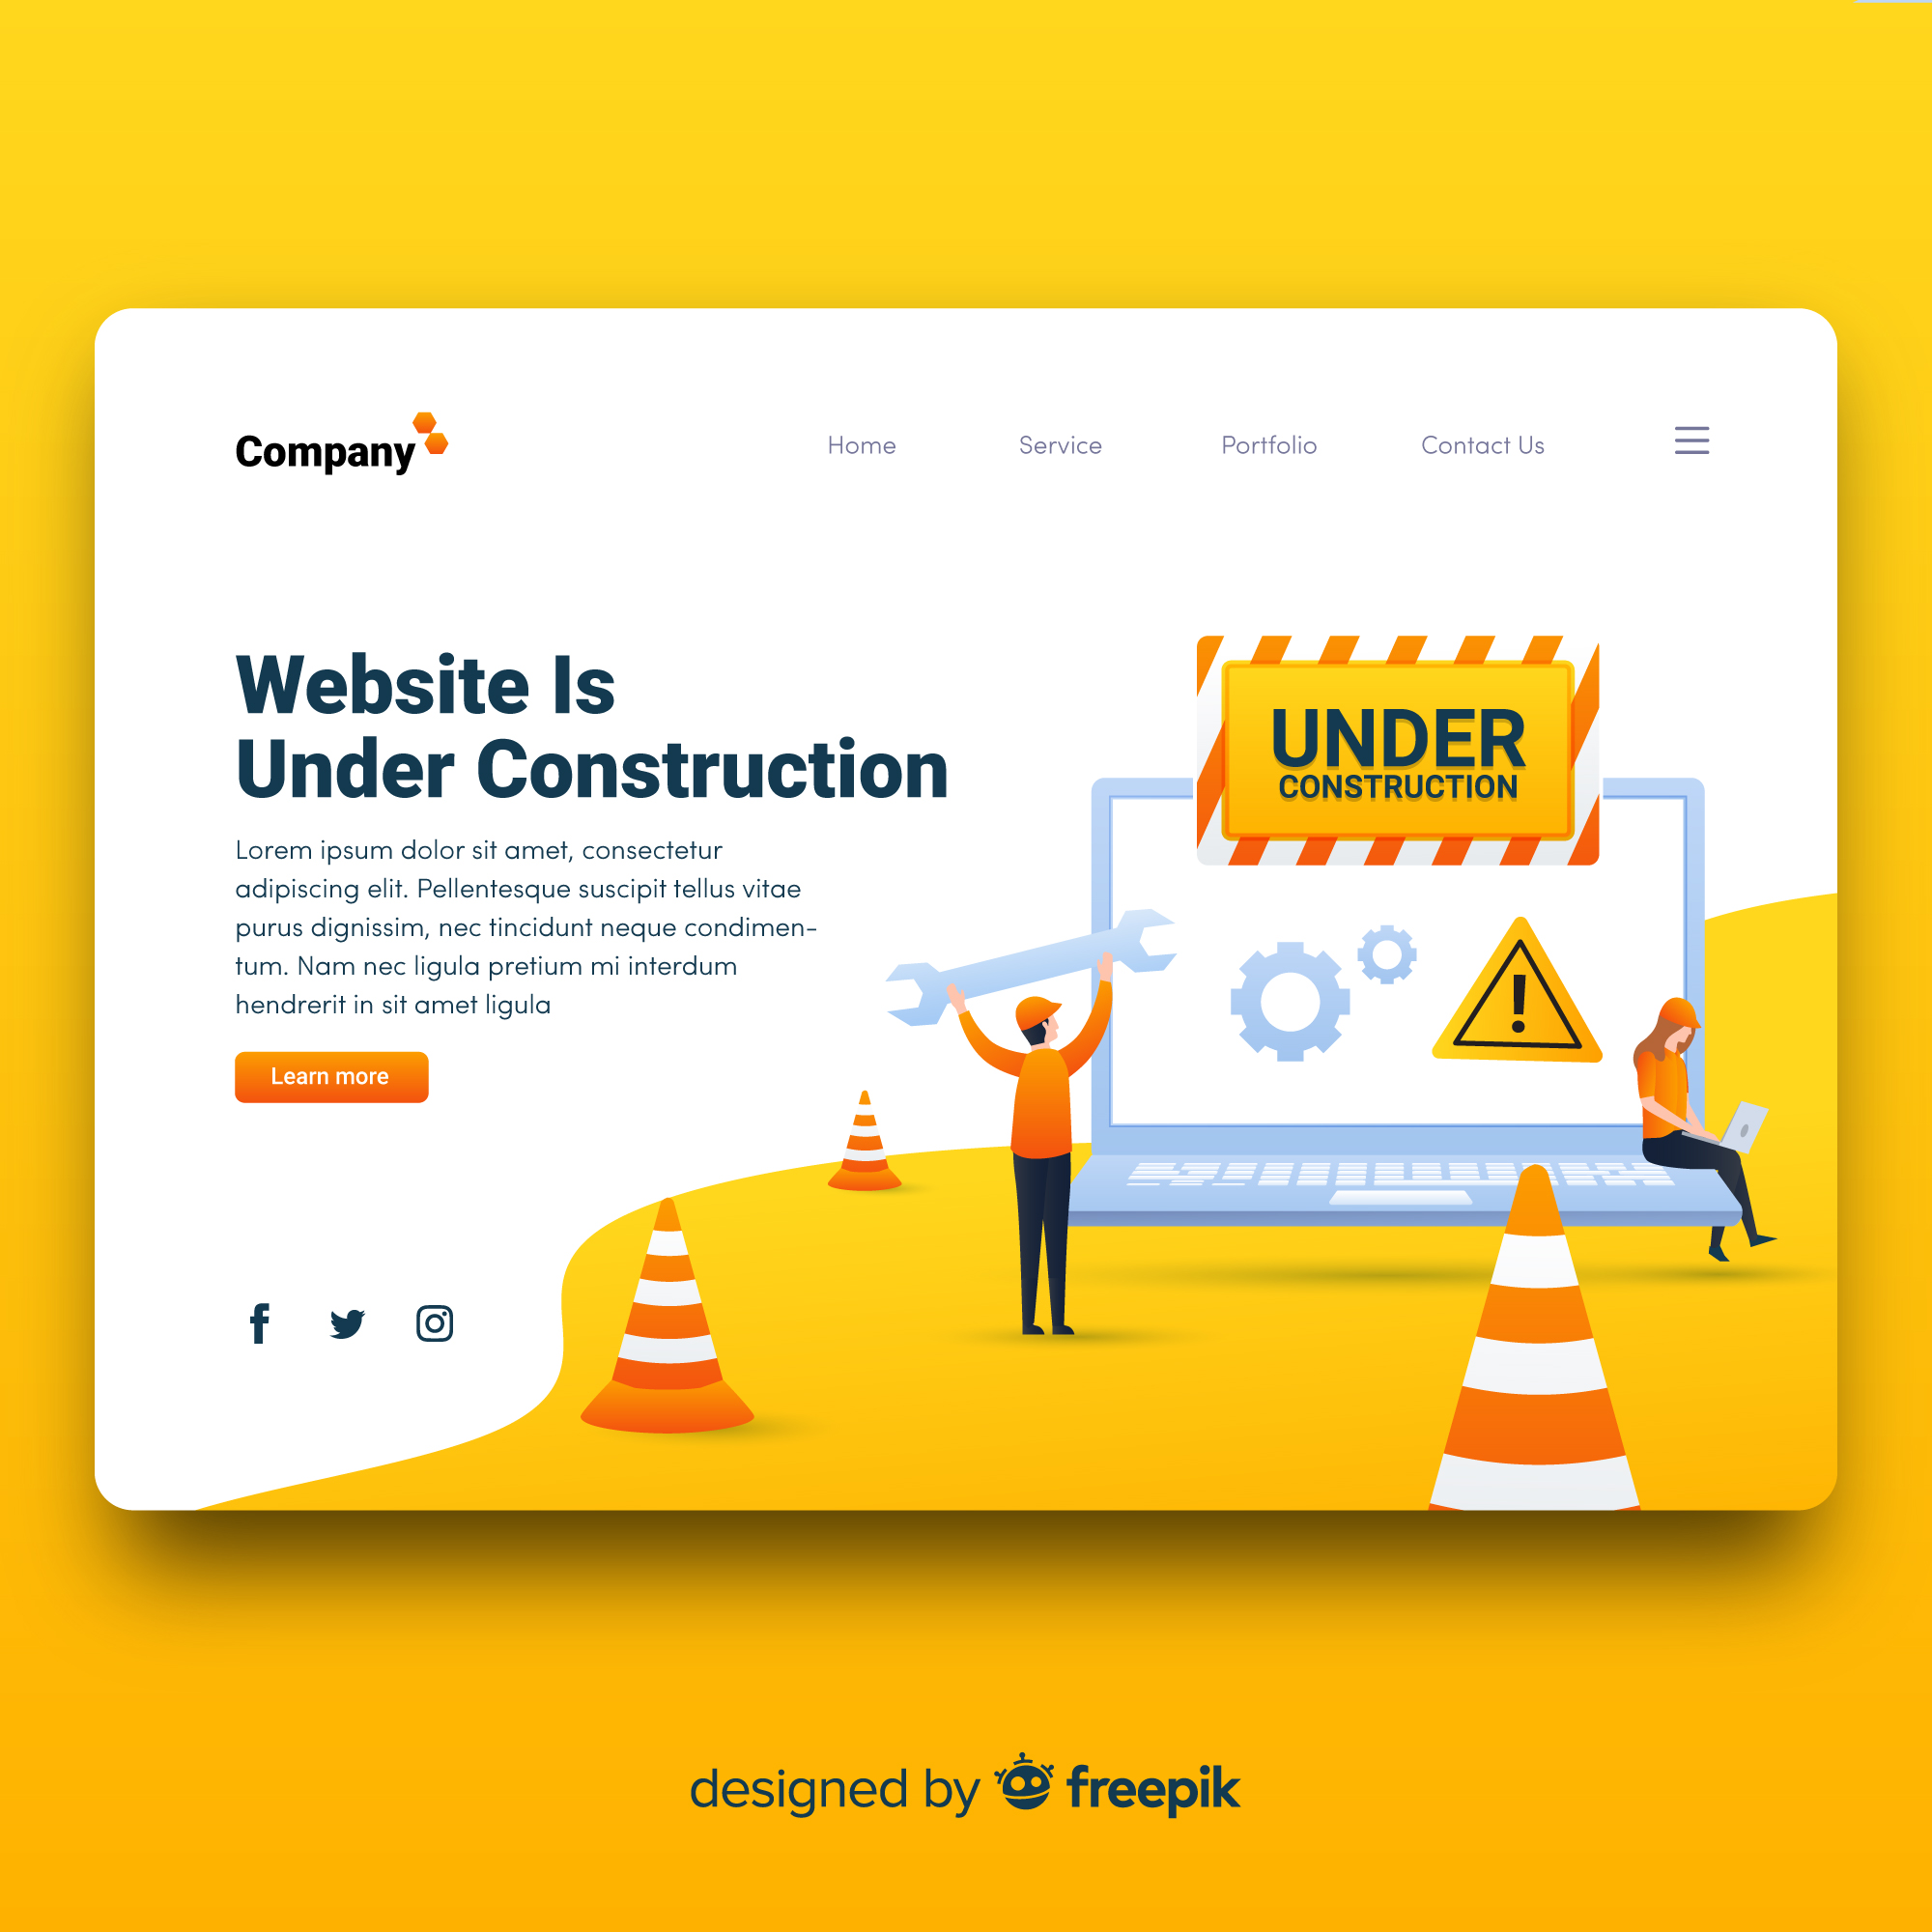 Company
Home Service Portfolio Contact Us
Website Is
Under Construction
Lorem ipsum dolor sit amet, consectetur
adipiscing elit. Pellentesque suscipit tellus vitae
purus dignissim, nec tincidunt neque condimen-
tum. Nam nec ligula pretium mi interdum
hendrerit in sit amet ligula
Learn more
UNDER
CONSTRUCTION
!
designed by freepik